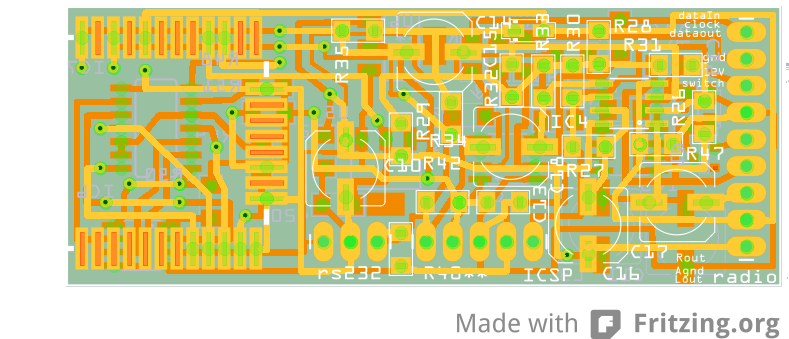 C14
R33
R30
R28
dataIn
clock
dataout
R35
C15
R31
gnd
12V
switch
R32
R29
R26
IC4
R34
R42
C10
R27
R47
C18
C13
C17
Rout
Agnd
Lout
radio
rs232
ICSP
C16
Made with Fritzing.org